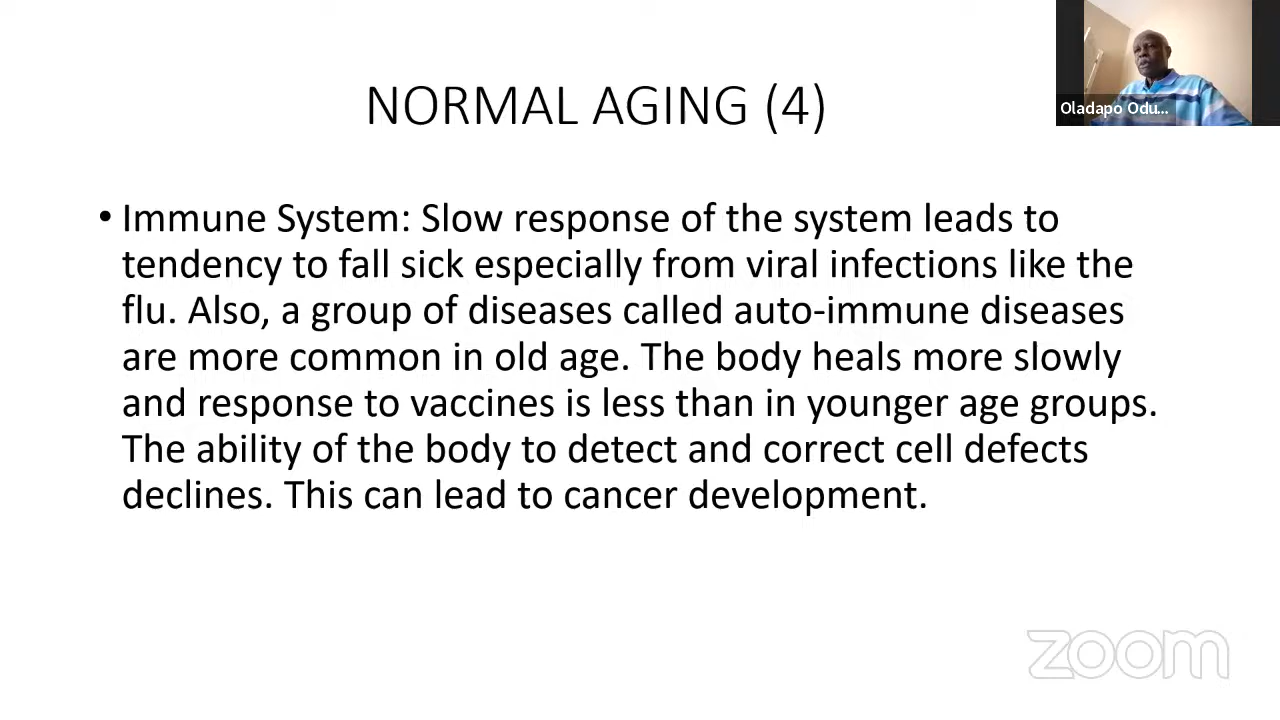 NORMAL AGING (4)
Oladapo Odu...
• Immune System: Slow response of the system leads to
tendency to fall sick especially from viral infections like the
flu. Also, a group of diseases called auto-immune diseases
are more common in old age. The body heals more slowly
and response to vaccines is less than in younger age groups.
The ability of the body to detect and correct cell defects
declines. This can lead to cancer development.
zoom